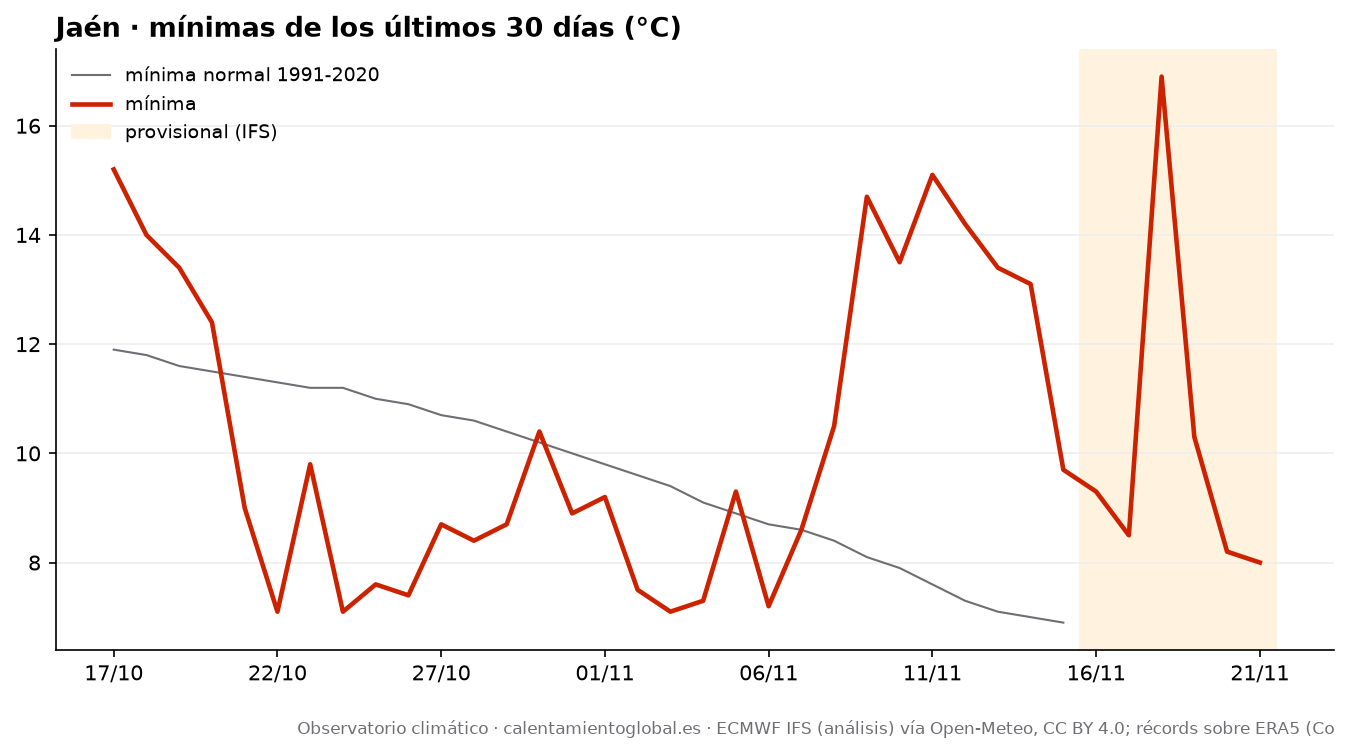 Jaén · mínimas de los últimos 30 días (°C)
mínima normal 1991-2020
mínima
provisional (IFS)
16
14
12
10
8
17/10 22/10 27/10 01/11 06/11 11/11 16/11 21/11
Observatorio climático · calentamientoglobal.es · ECMWF IFS (análisis) vía Open-Meteo, CC BY 4.0; récords sobre ERA5 (Co